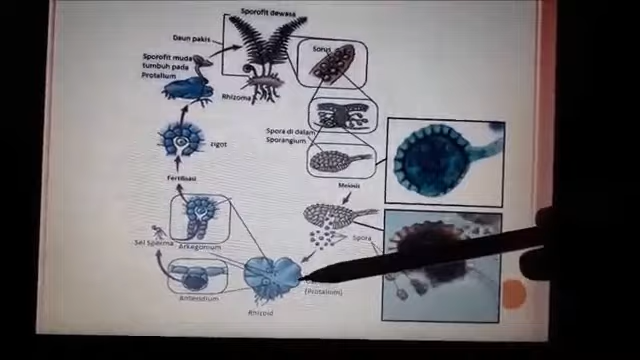 Sporofit dewasa
Daun pakis
Sorus
Sporofit muda
tumbuh pada
Protalium
Rhizoma
Spora di dalam
Sporangium
zigot
Meiosis
Fertilisasi
Spora
Sel Sperma
Arkegonium
(Protalium)
Anteridium
Rhizoid